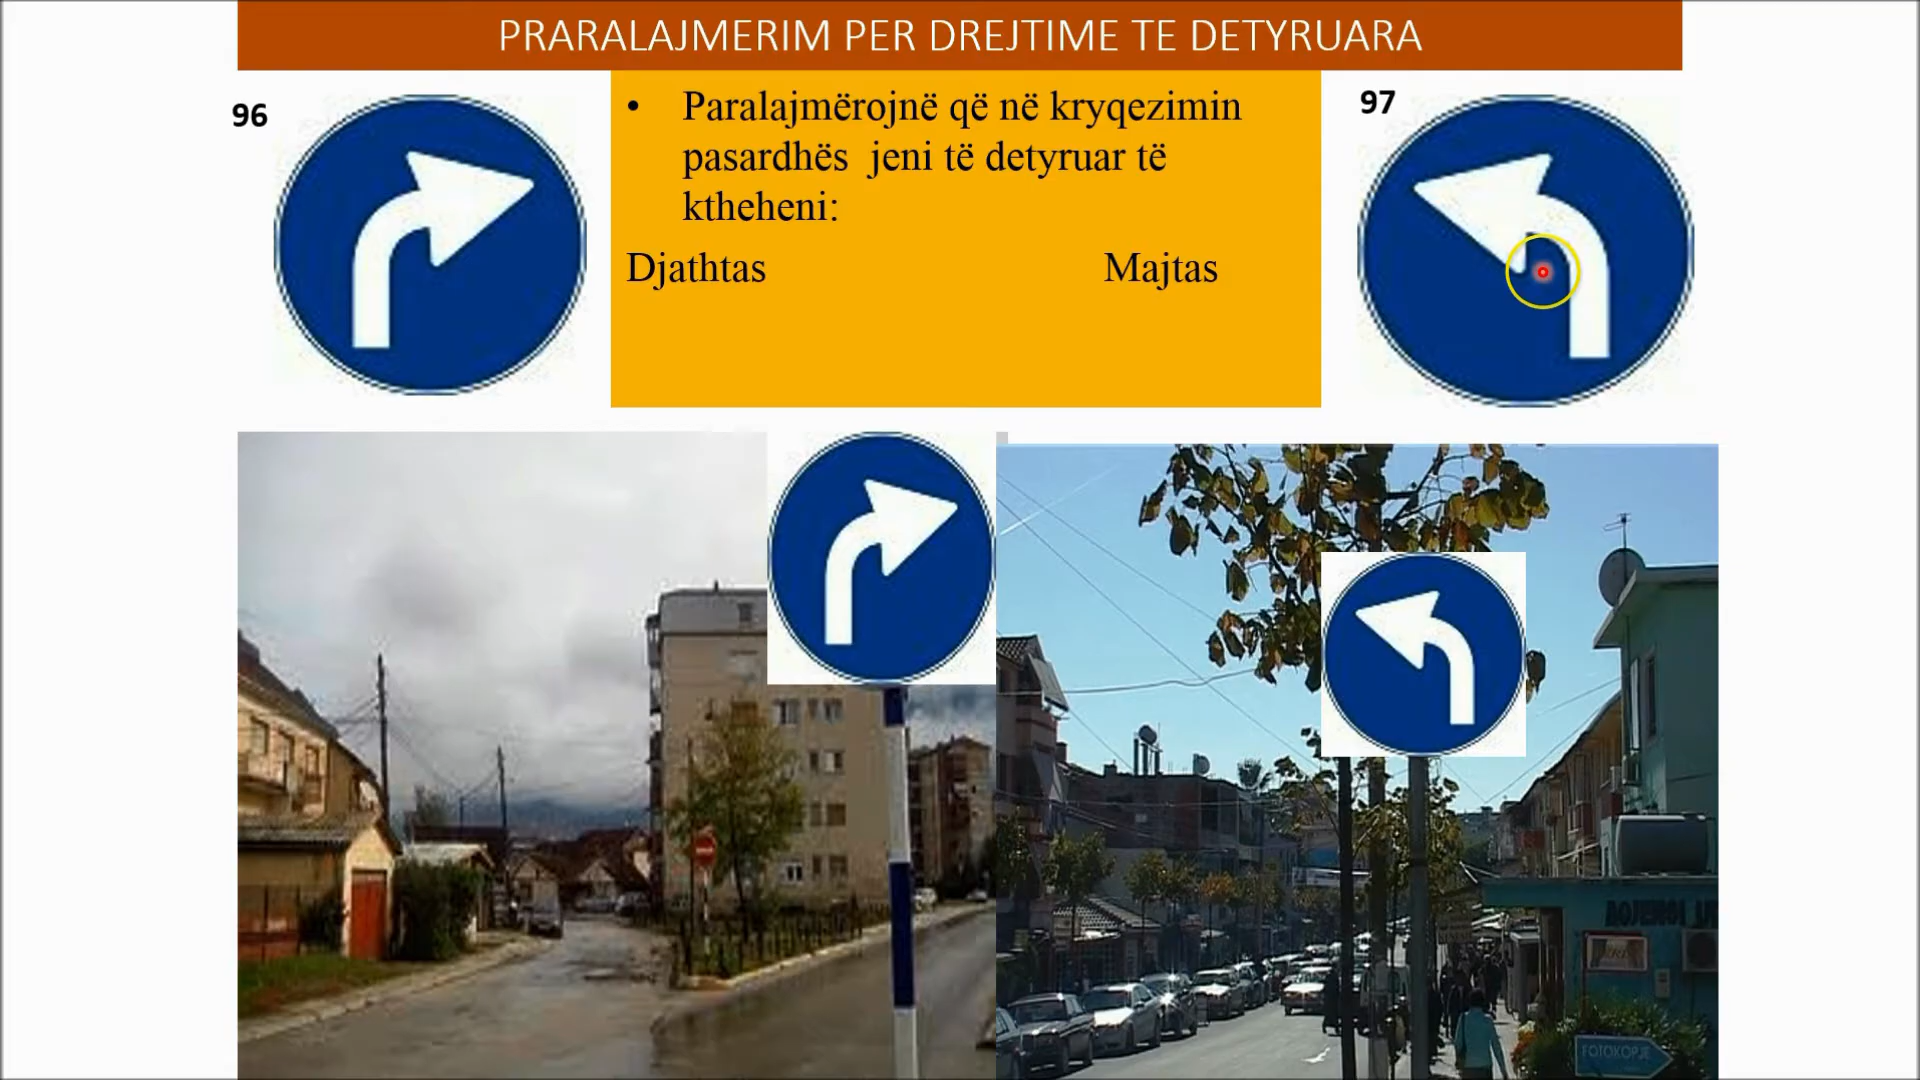 PRARALAJMERIM PER DREJTIME TE DETYRUARA
96
• Paralajmërojnë që në kryqezimin
pasardhës jeni të detyruar të
ktheheni:
Djathtas Majtas
97
FOTOKOPJE